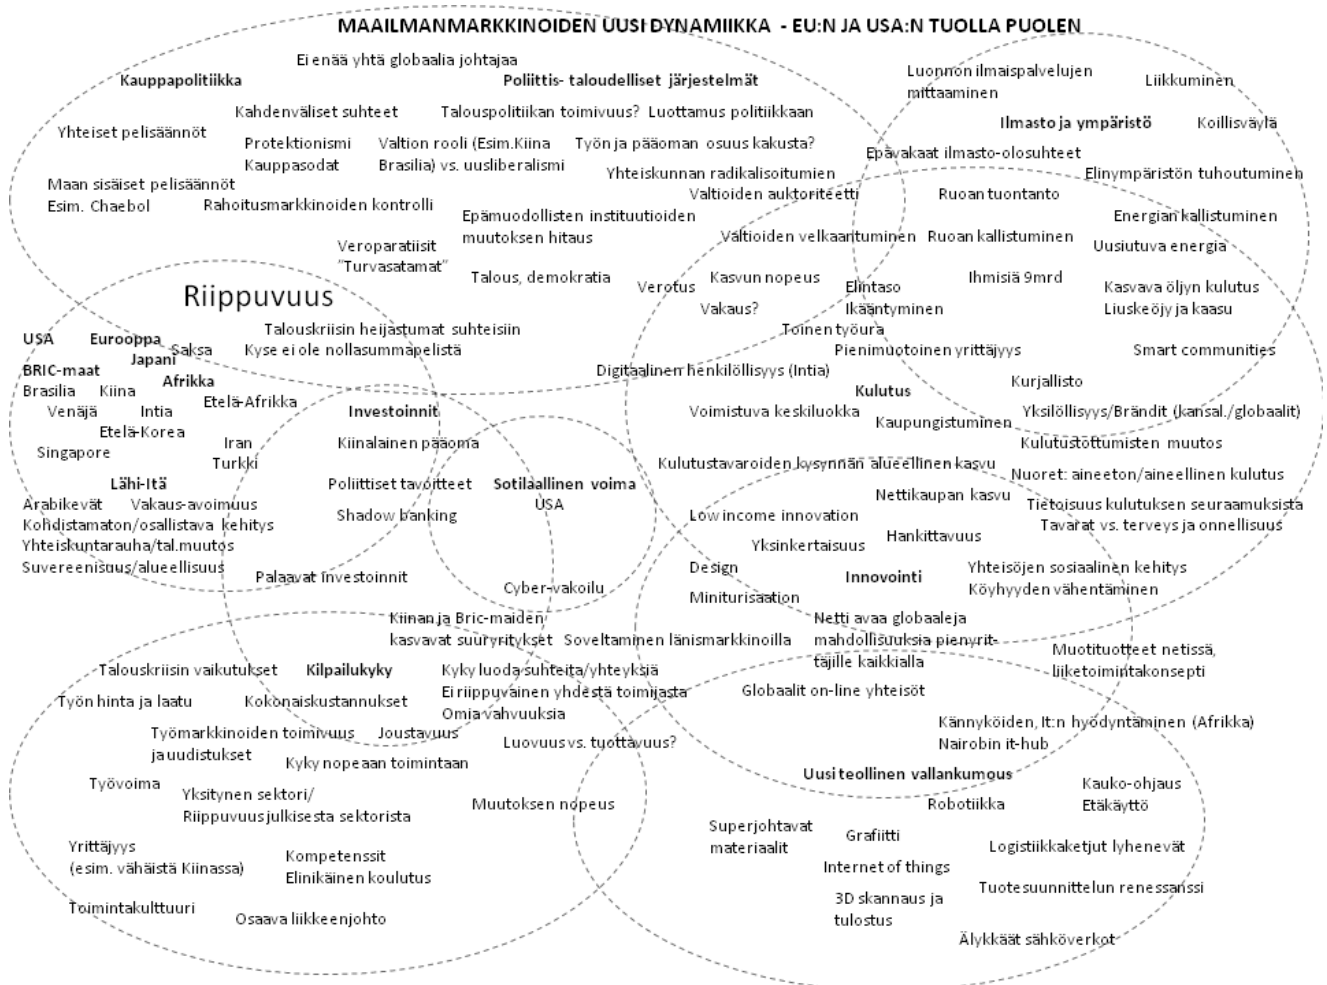 MAAILMANMARKKINOIDEN UUSI DYNAMIIKKA - EU:N JA USA:N TUOLLA PUOLEN
Ei enää yhtä globaalia johtajaa
Kauppapolitiikka
Poliittis- taloudelliset järjestelmät
Kahdenväliset suhteet
Talouspolitiikan toimivuus?
Luottamus politiikkaan
Yhteiset pelisäännöt
Protektionismi
Kauppasodat
Valtion rooli (Esim.Kiina
Brasilia) vs. uusliberalismi
Työn ja pääoman osuus kakusta?
Yhteiskunnan radikalisoitumien
Valtioiden auktoriteetti
Maan sisäiset pelisäännöt
Esim. Chaebol
Rahoitusmarkkinoiden kontrolli
Epämuodollisten instituutioiden
muutoksen hitaus
Valtioiden velkaantuminen
Veroparatiisit
"Turvasatamat"
Talous, demokratia
Verotus
Kasvun nopeus
Vakaus?
Luonnon ilmaispalvelujen
mittaaminen
Liikkuminen
Ilmasto ja ympäristö
Koillisväylä
Epävakaat ilmasto-olosuhteet
Elinympäristön tuhoutuminen
Ruoan tuontanto
Energian kallistuminen
Ruoan kallistuminen
Uusiutuva energia
Ihmisiä 9mrd
Kasvava öljyn kulutus
Liuskeöjy ja kaasu
Elintaso
Ikääntyminen
Toinen työura
Pienimuotoinen yrittäjyys
Smart communities
Riippuvuus
Talouskriisin heijastumat suhteisiin
Kyse ei ole nollasummapelistä
USA
Eurooppa
Saksa
Japani
BRIC-maat
Afrikka
Brasilia
Kiina
Etelä-Afrikka
Venäjä
Intia
Etelä-Korea
Singapore
Iran
Turkki
Lähi-Itä
Arabikevät
Vakaus-avoimuus
Kohdistamaton/osallistava kehitys
Yhteiskuntarauha/tal.muutos
Suvereenisuus/alueellisuus
Investoinnit
Kiinalainen pääoma
Poliittiset tavoitteet
Shadow banking
Palaavat investoinnit
Sotilaallinen voima
USA
Cyber-vakoilu
Digitaalinen henkilöllisyys (Intia)
Kulutus
Kurjallisto
Voimistuva keskiluokka
Kaupungistuminen
Yksilöllisyys/Brändit (kansal./globaalit)
Kulutustottumisten muutos
Kulutustavaroiden kysynnän alueellinen kasvu
Nuoret: aineeton/aineellinen kulutus
Nettikaupan kasvu
Tietoisuus kulutuksen seuraamuksista
Tavarat vs. terveys ja onnellisuus
Low income innovation
Hankittavuus
Yksinkertaisuus
Design
Innovointi
Yhteisöjen sosiaalinen kehitys
Köyhyyden vähentäminen
Miniturisaation
Netti avaa globaaleja
mahdollisuuksia pienyrit-
täjille kaikkialla
Soveltaminen länismarkkinoilla
Muotituotteet netissä,
liiketoimintakonsepti
Globaalit on-line yhteisöt
Kännyköiden, It:n hyödyntäminen (Afrikka)
Nairobin it-hub
Kiinan ja Bric-maiden
kasvavat suuryritykset
Talouskriisin vaikutukset
Kilpailukyky
Kyky luoda suhteita/yhteyksiä
Ei riippuvainen yhdestä toimijasta
Omia vahvuuksia
Työn hinta ja laatu
Kokonaiskustannukset
Työmarkkinoiden toimivuus
ja uudistukset
Joustavuus
Luovuus vs. tuottavuus?
Kyky nopeaan toimintaan
Työvoima
Yksitynen sektori/
Riippuvuus julkisesta sektorista
Muutoksen nopeus
Yrittäjyys
(esim. vähäistä Kiinassa)
Kompetenssit
Elinikäinen koulutus
Toimintakulttuuri
Osaava liikkeenjohto
Uusi teollinen vallankumous
Kauko-ohjaus
Etäkäyttö
Robotiikka
Superjohtavat
materiaalit
Grafiitti
Logistiikkaketjut lyhenevät
Internet of things
Tuotesuunnittelun renessanssi
3D skannaus ja
tulostus
Älykkäät sähköverkot